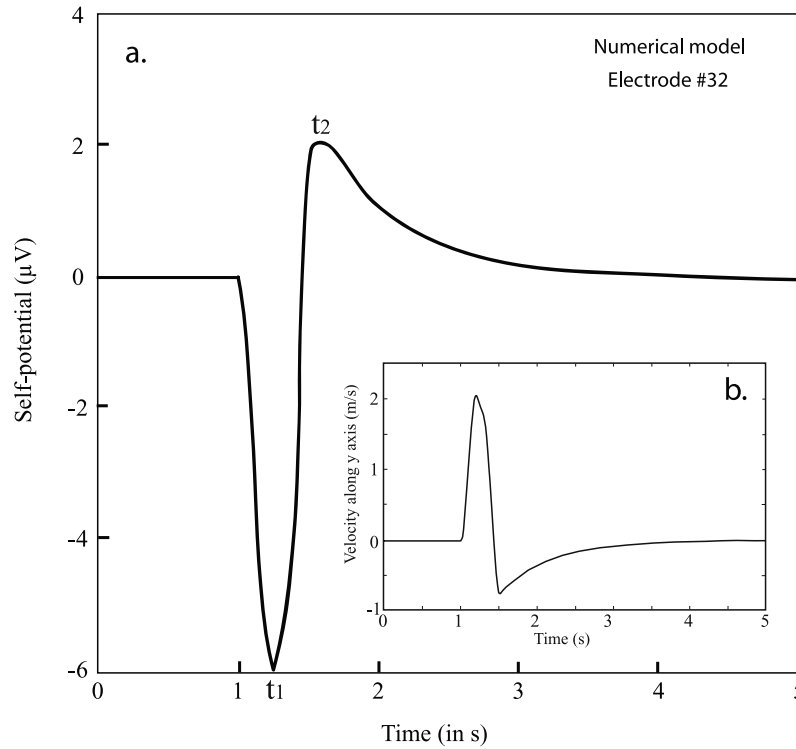 4
a.
Numerical model
Electrode #32
t2
2
0
-2
-4
-6
Self-potential (µV)
0 1 t1 2 3 4 5
Time (in s)
b.
2
1
0
-1
Velocity along y axis (m/s)
0 1 2 3 4 5
Time (s)